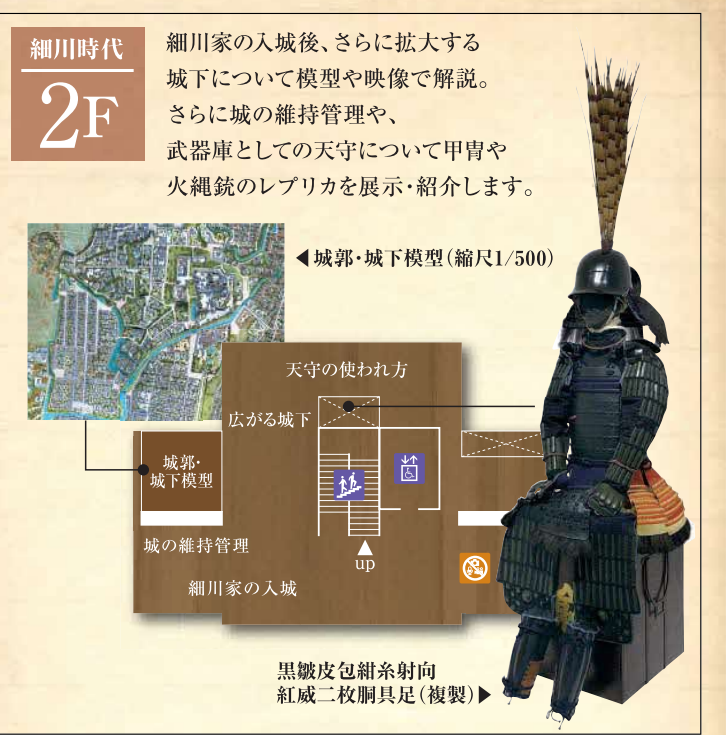 細川時代
2F
細川家の入城後、さらに拡大する
城下について模型や映像で解説。
さらに城の維持管理や、
武器庫としての天守について甲冑や
火縄銃のレプリカを展示・紹介します。
◀城郭・城下模型(縮尺1/500)
天守の使われ方
広がる城下
城郭・
城下模型
城の維持管理
up
細川家の入城
黒皺皮包紺糸射向
紅威二枚胴具足(複製)▶